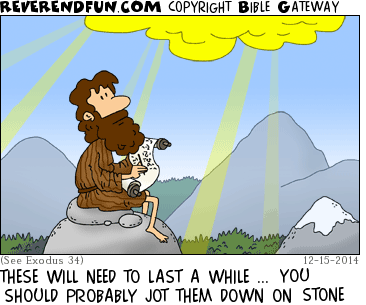 REVERENDFUN.COM COPYRIGHT BIBLE GATEWAY
(See Exodus 34) 12-15-2014
THESE WILL NEED TO LAST A WHILE ... YOU
SHOULD PROBABLY JOT THEM DOWN ON STONE